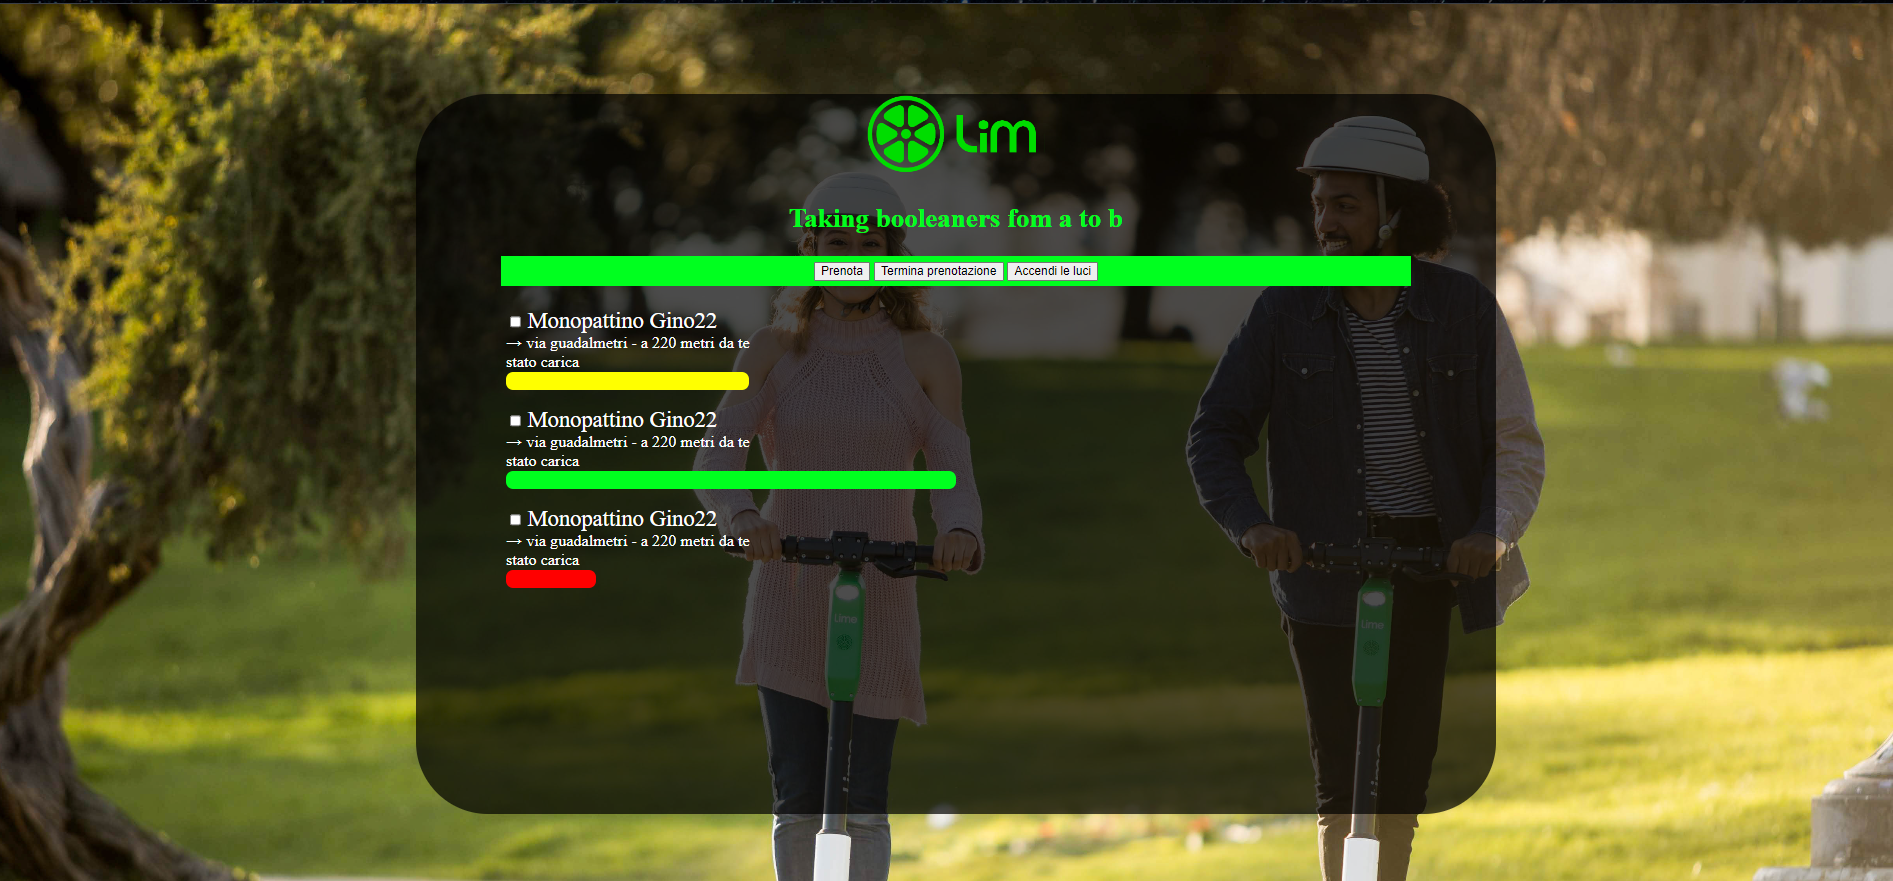 Lim
Taking booleaners fom a to b
Prenota Termina prenotazione Accendi le luci
Monopattino Gino22
→ via guadalmetri - a 220 metri da te
stato carica
Monopattino Gino22
→ via guadalmetri - a 220 metri da te
stato carica
Monopattino Gino22
→ via guadalmetri - a 220 metri da te
stato carica
Lime
Lime